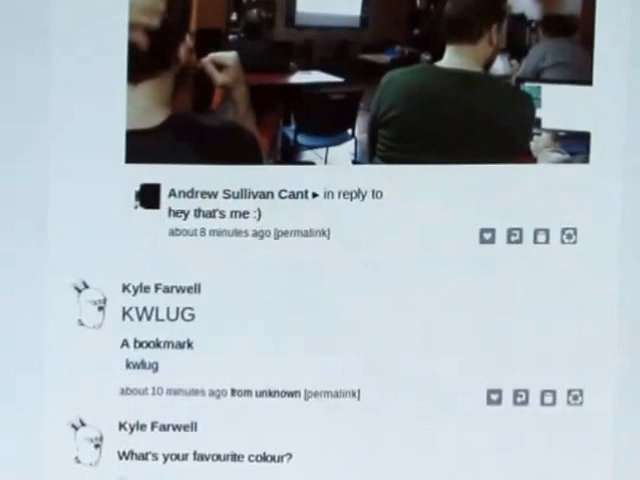 Andrew Sullivan Cant ▸ in reply to
hey that's me :)
about 8 minutes ago [permalink]
Kyle Farwell
KWLUG
A bookmark
kwlug
about 10 minutes ago from unknown [permalink]
Kyle Farwell
What's your favourite colour?